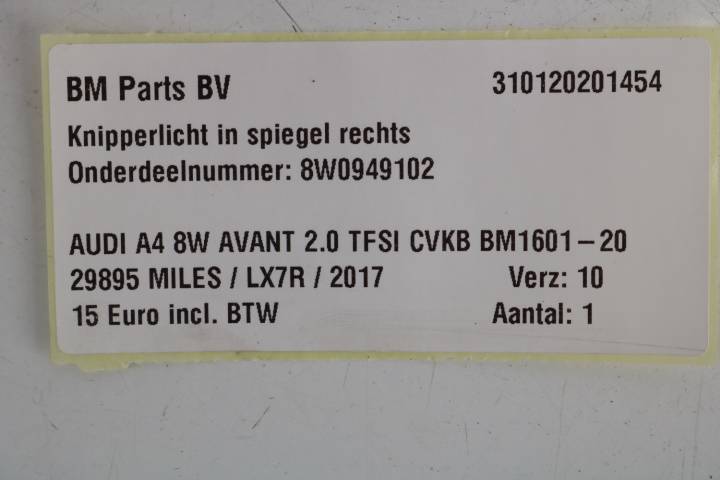 BM Parts BV 310120201454
Knipperlicht in spiegel rechts
Onderdeelnummer: 8W0949102
AUDI A4 8W AVANT 2.0 TFSI CVKB BM1601-20
29895 MILES / LX7R / 2017 Verz: 10
15 Euro incl. BTW Aantal: 1